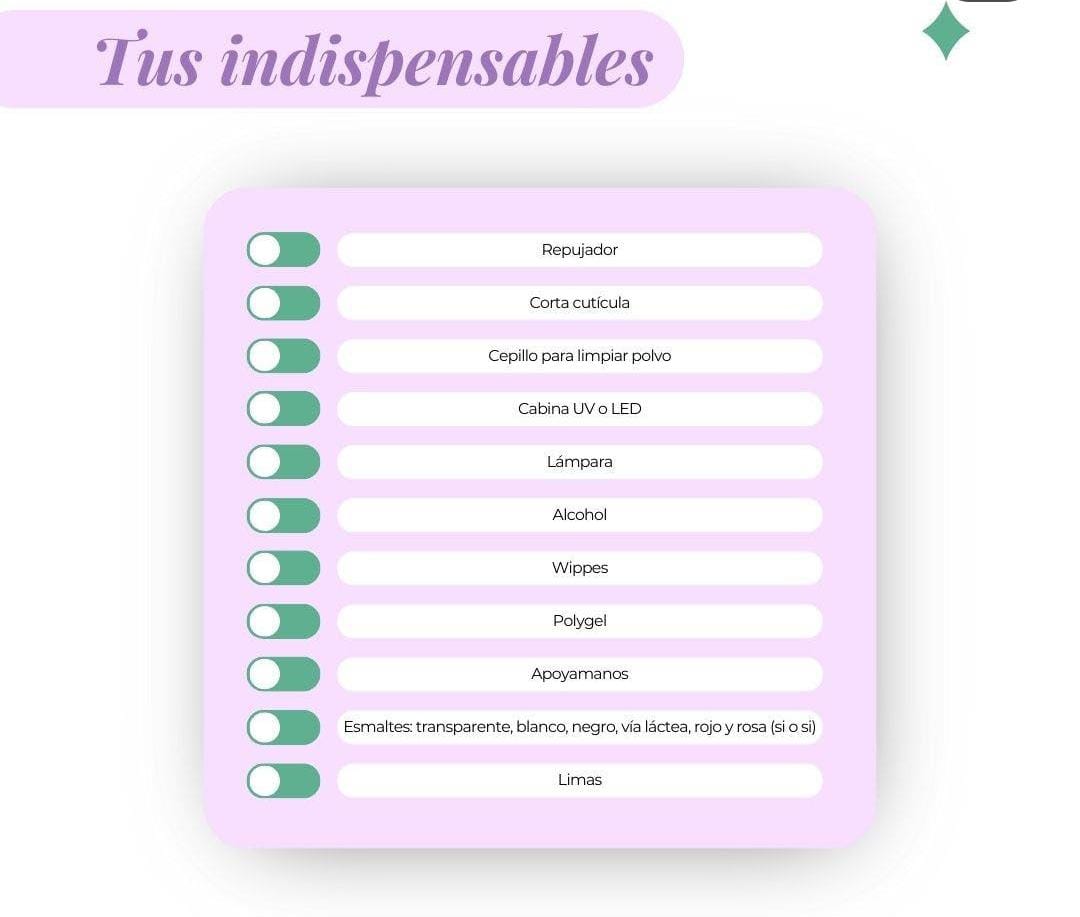 Tus indispensables
Repujador
Corta cutícula
Cepillo para limpiar polvo
Cabina UV o LED
Lámpara
Alcohol
Wippes
Polygel
Apoyamanos
Esmaltes: transparente, blanco, negro, vía láctea, rojo y rosa (si o si)
Limas